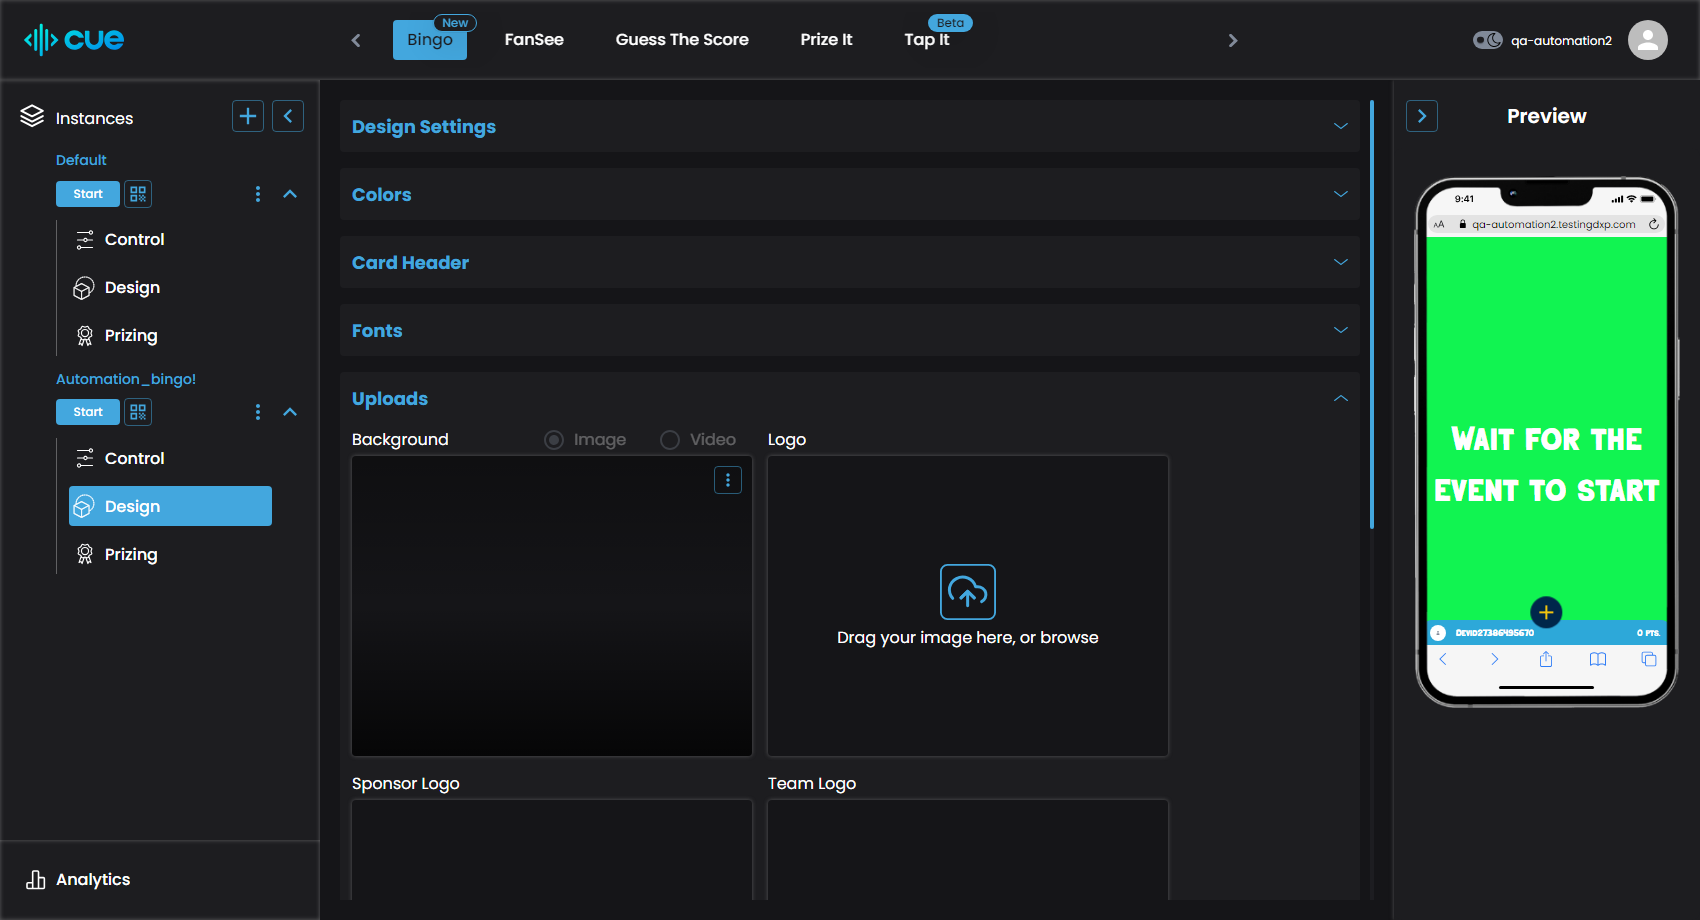 cue
Bingo
New
FanSee
Guess The Score
Prize It
Tap It
Beta
qa-automation2
Instances
Default
Start
Control
Design
Prizing
Automation_bingo!
Start
Control
Design
Prizing
Analytics
Design Settings
Colors
Card Header
Fonts
Uploads
Background
Image
Video
Logo
Drag your image here, or browse
Sponsor Logo
Team Logo
Preview
9:41
AA qa-automation2.testingdxp.com
WAIT FOR THE
EVENT TO START
DEVID27386495670
0 PTS.